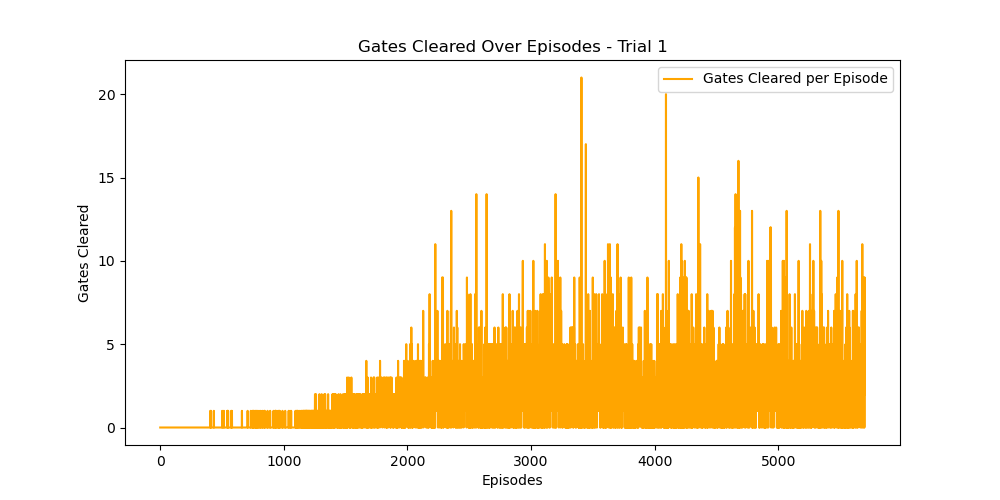 Gates Cleared Over Episodes - Trial 1
Gates Cleared per Episode
20
15
10
5
0
Gates Cleared
0 1000 2000 3000 4000 5000
Episodes